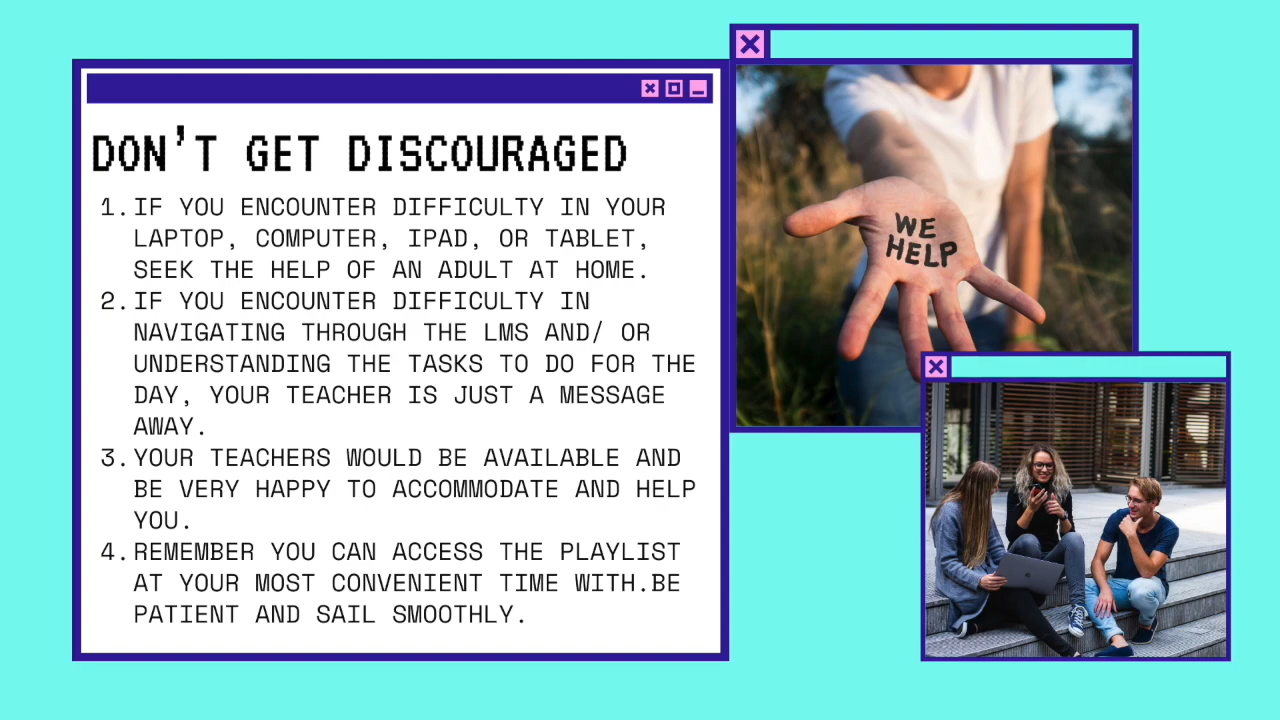 DON'T GET DISCOURAGED
1. IF YOU ENCOUNTER DIFFICULTY IN YOUR
LAPTOP, COMPUTER, IPAD, OR TABLET,
SEEK THE HELP OF AN ADULT AT HOME.
2. IF YOU ENCOUNTER DIFFICULTY IN
NAVIGATING THROUGH THE LMS AND/ OR
UNDERSTANDING THE TASKS TO DO FOR THE
DAY, YOUR TEACHER IS JUST A MESSAGE
AWAY.
3. YOUR TEACHERS WOULD BE AVAILABLE AND
BE VERY HAPPY TO ACCOMMODATE AND HELP
YOU.
4. REMEMBER YOU CAN ACCESS THE PLAYLIST
AT YOUR MOST CONVENIENT TIME WITH.BE
PATIENT AND SAIL SMOOTHLY.
WE
HELP